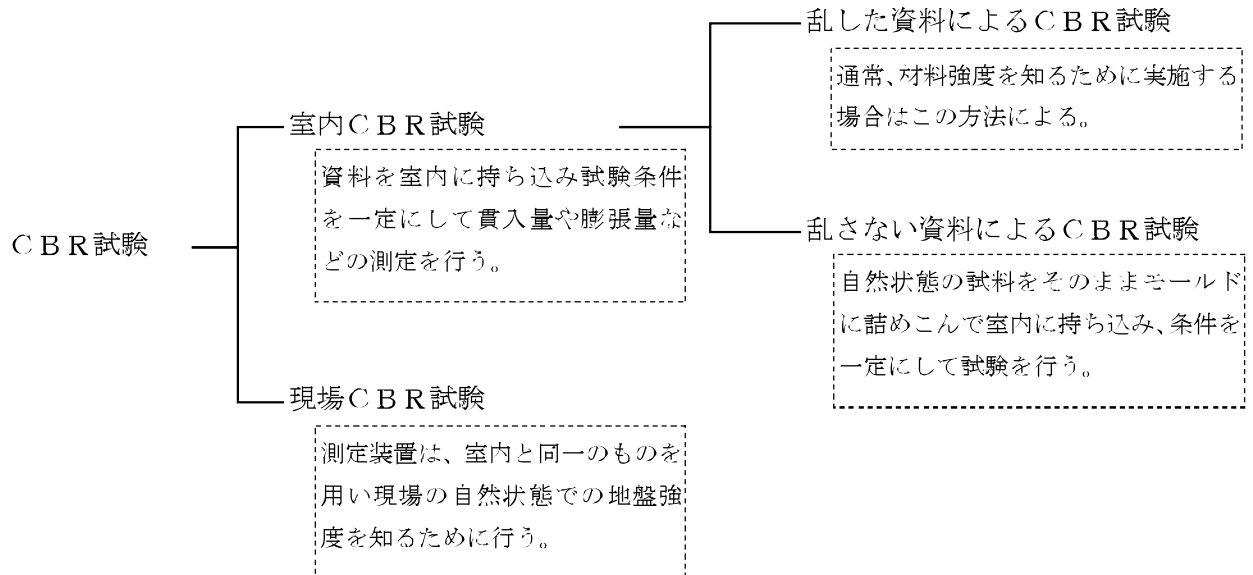 ＣＢＲ試験
室内ＣＢＲ試験
資料を室内に持ち込み試験条件
を一定にして貫入量や膨張量な
どの測定を行う。
現場ＣＢＲ試験
測定装置は、室内と同一のものを
用い現場の自然状態での地盤強
度を知るために行う。
乱した資料によるＣＢＲ試験
通常、材料強度を知るために実施する
場合はこの方法による。
乱さない資料によるＣＢＲ試験
自然状態の試料をそのままモールド
に詰めこんで室内に持ち込み、条件を
一定にして試験を行う。